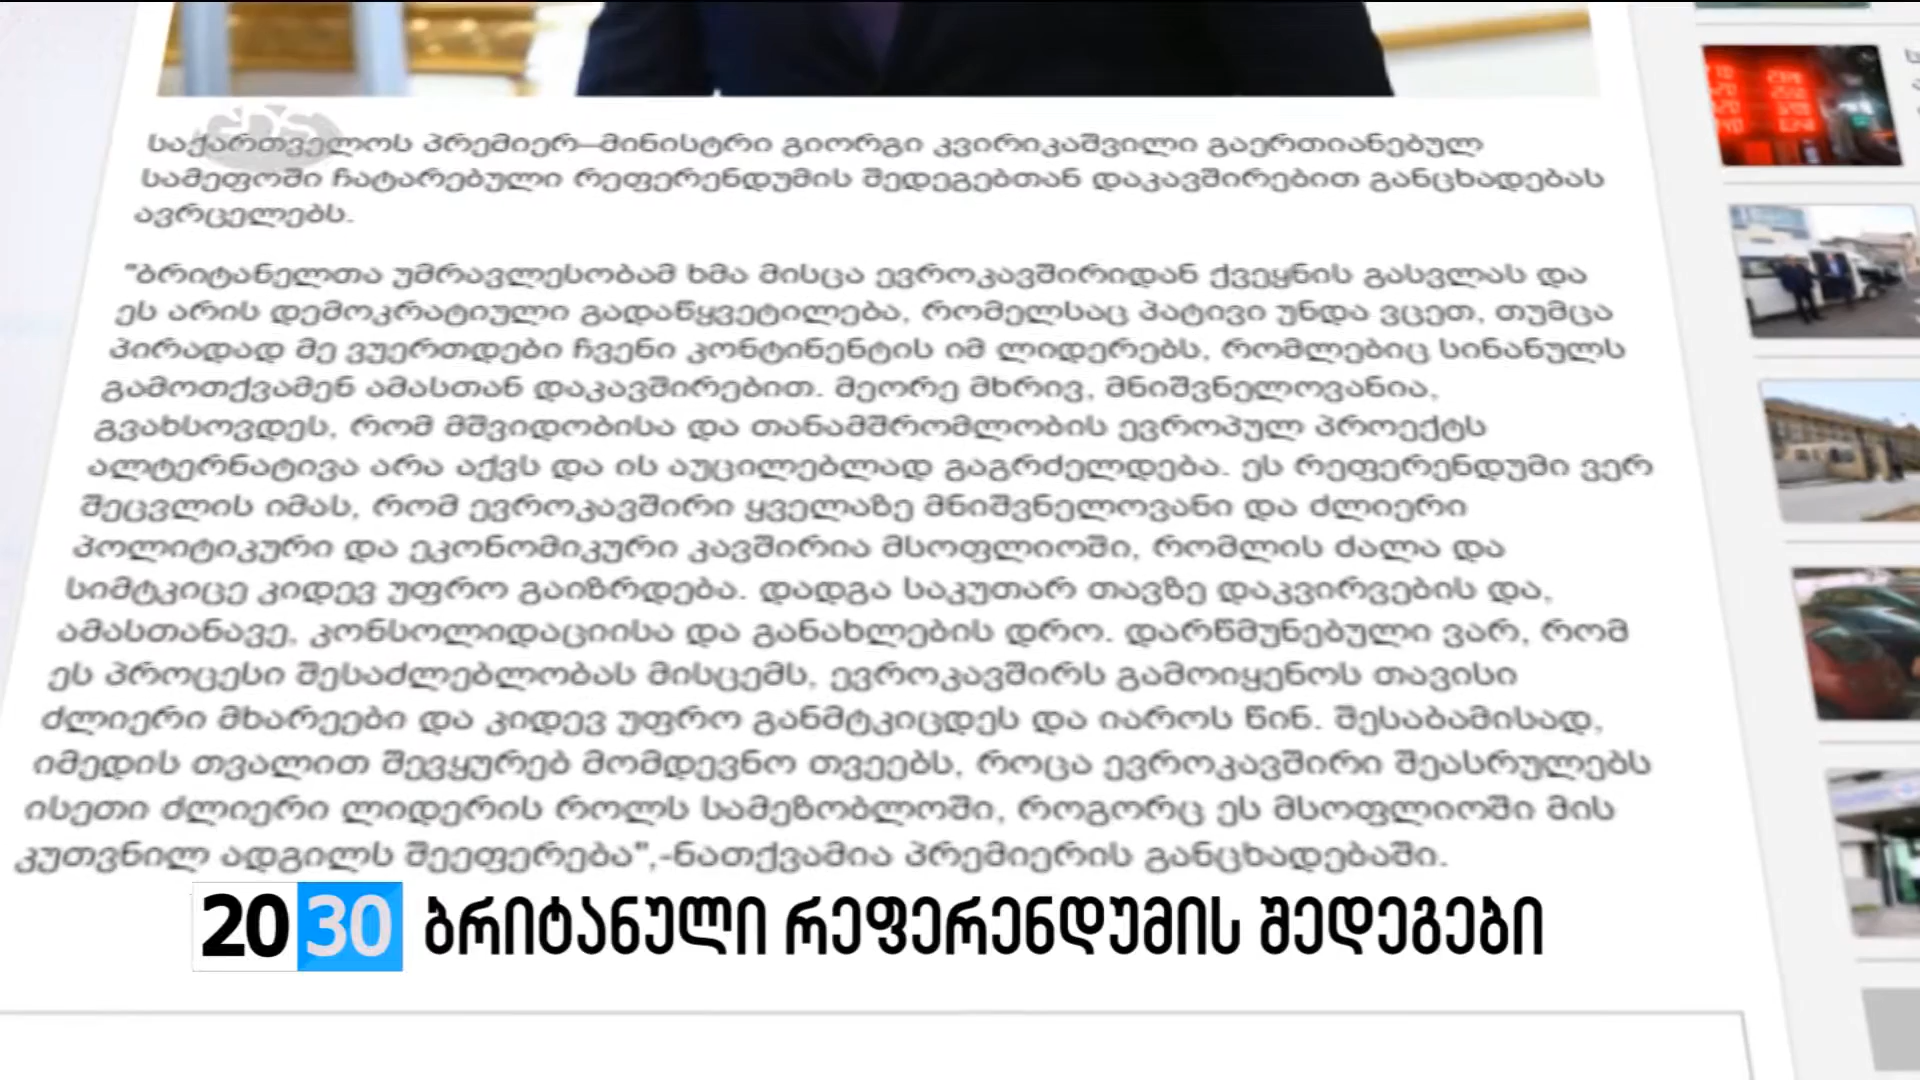 საქართველოს პრემიერ–მინისტრი გიორგი კვირიკაშვილი გაერთიანებულ
სამეფოში ჩატარებული რეფერენდუმის შედეგებთან დაკავშირებით განცხადებას
ავრცელებს.
"ბრიტანელთა უმრავლესობამ ხმა მისცა ევროკავშირიდან ქვეყნის გასვლას და
ეს არის დემოკრატიული გადაწყვეტილება, რომელსაც პატივი უნდა ვცეთ, თუმცა
პირადად მე ვუერთდები ჩვენი კონტინენტის იმ ლიდერებს, რომლებიც სინანულს
გამოთქვამენ ამასთან დაკავშირებით. მეორე მხრივ, მნიშვნელოვანია,
გვახსოვდეს, რომ მშვიდობისა და თანამშრომლობის ევროპულ პროექტს
ალტერნატივა არა აქვს და ის აუცილებლად გაგრძელდება. ეს რეფერენდუმი ვერ
შეცვლის იმას, რომ ევროკავშირი ყველაზე მნიშვნელოვანი და ძლიერი
პოლიტიკური და ეკონომიკური კავშირია მსოფლიოში, რომლის ძალა და
სიმტკიცე კიდევ უფრო გაიზრდება. დადგა საკუთარ თავზე დაკვირვების და,
ამასთანავე, კონსოლიდაციისა და განახლების დრო. დარწმუნებული ვარ, რომ
ეს პროცესი შესაძლებლობას მისცემს, ევროკავშირს გამოიყენოს თავისი
ძლიერი მხარეები და კიდევ უფრო განმტკიცდეს და იაროს წინ. შესაბამისად,
იმედის თვალით შევყურებ მომდევნო თვეებს, როცა ევროკავშირი შეასრულებს
ისეთი ძლიერი ლიდერის როლს სამეზობლოში, როგორც ეს მსოფლიოში მის
კუთვნილ ადგილს შეეფერება",-ნათქვამია პრემიერის განცხადებაში.
20 30 ბრიტანული რეფერენდუმის შედეგები